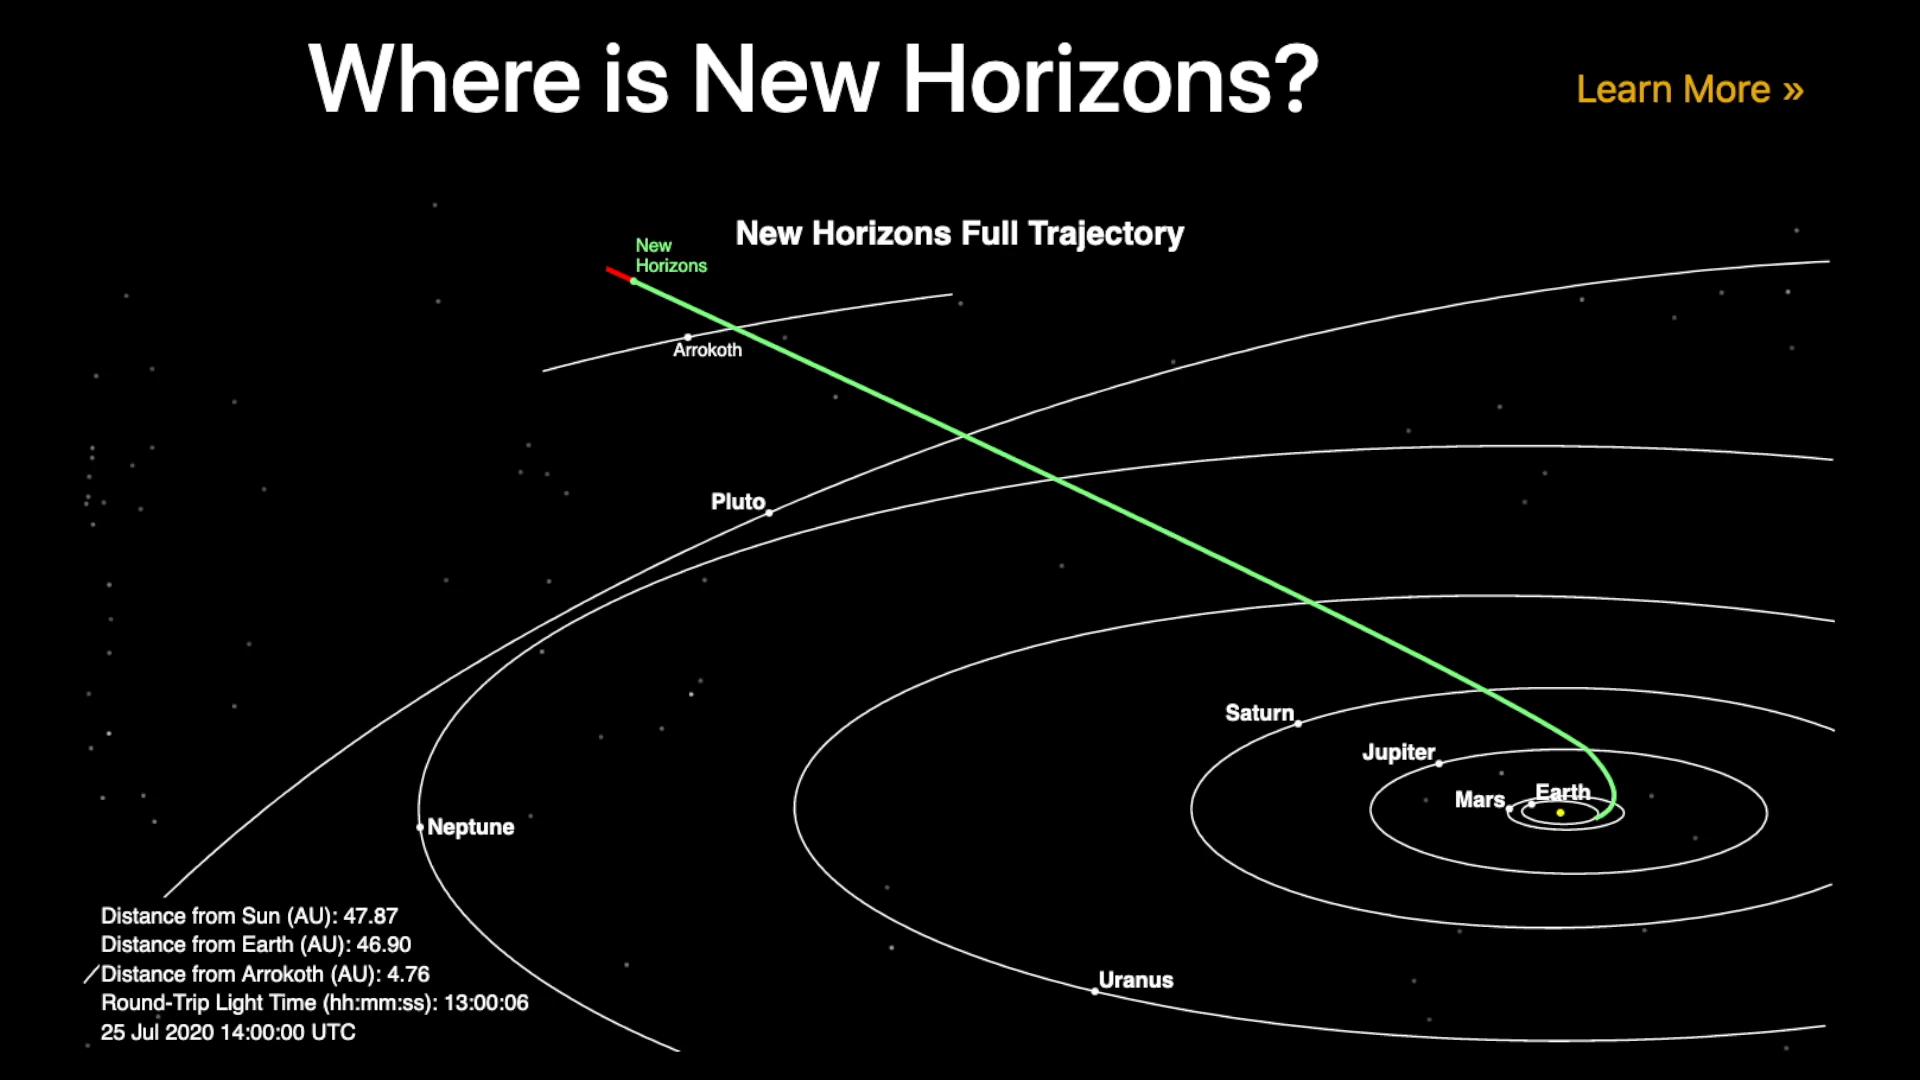 Where is New Horizons?
Learn More »
New Horizons Full Trajectory
New
Horizons
Arrokoth
Pluto
Saturn
Jupiter
Mars
Earth
Neptune
Uranus
Distance from Sun (AU): 47.87
Distance from Earth (AU): 46.90
Distance from Arrokoth (AU): 4.76
Round-Trip Light Time (hh:mm:ss): 13:00:06
25 Jul 2020 14:00:00 UTC